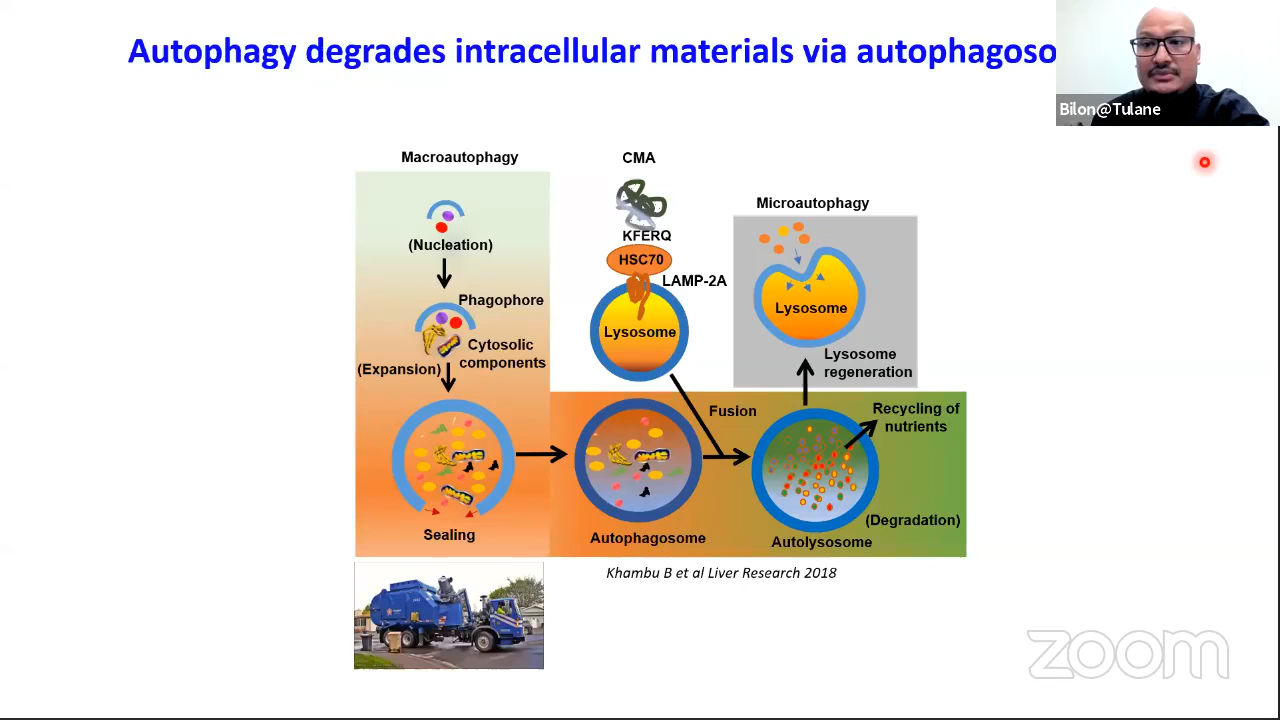 Autophagy degrades intracellular materials via autophagoso
Bilon@Tulane
Macroautophagy
(Nucleation)
Phagophore
Cytosolic
components
(Expansion)
Sealing
CMA
KFERQ
HSC70
LAMP-2A
Lysosome
Microautophagy
Lysosome
Lysosome
regeneration
Fusion
Recycling of
nutrients
(Degradation)
Autophagosome
Autolysosome
Khambu B et al Liver Research 2018
zoom